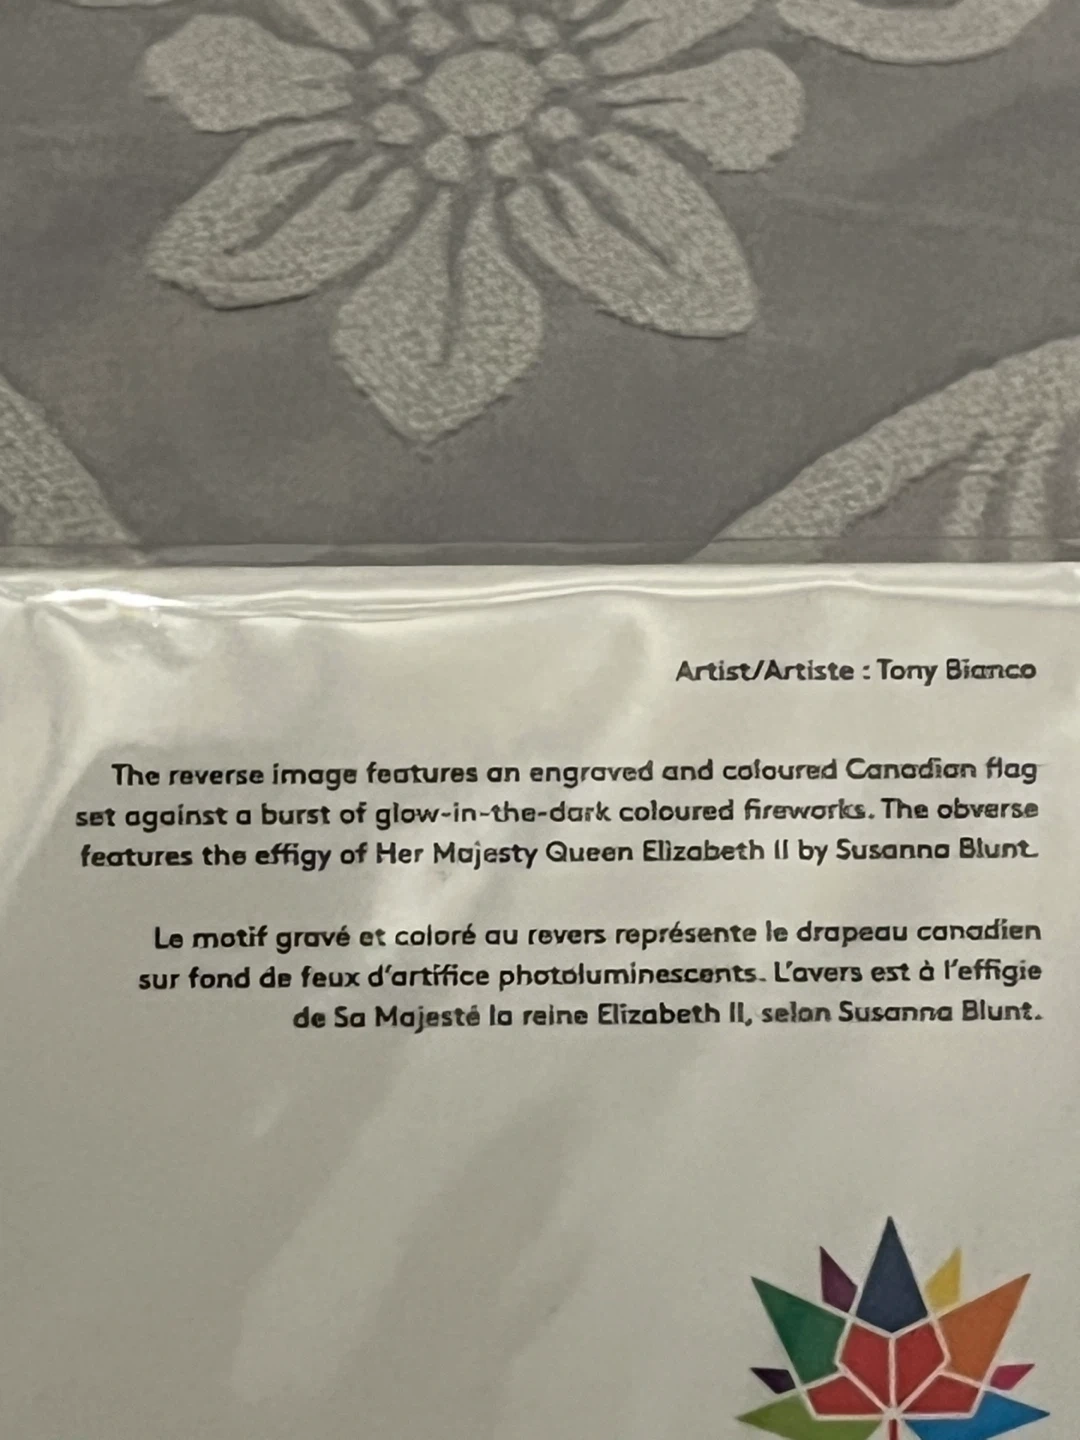 Artist/Artiste : Tony Bianco
The reverse image features an engraved and coloured Canadian flag
set against a burst of glow-in-the-dark coloured fireworks. The obverse
features the effigy of Her Majesty Queen Elizabeth II by Susanna Blunt.
Le motif gravé et coloré au revers représente le drapeau canadien
sur fond de feux d'artifice photoluminescents. L'avers est à l'effigie
de Sa Majesté la reine Elizabeth II, selon Susanna Blunt.